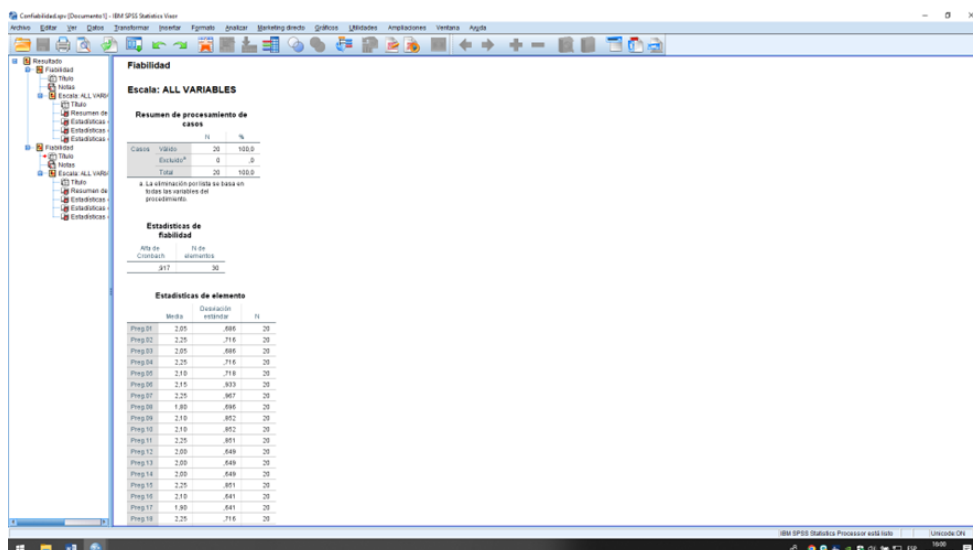 Confiabilidad.spv [Documento1] - IBM SPSS Statistics Visor
Archivo Editar Ver Datos Transformar Insertar Formato Analizar Marketing directo Gráficos Utilidades Ampliaciones Ventana Ayuda
Resultado
Fiabilidad
Título
Notas
Escala: ALL VARI
Título
Resumen de
Estadísticas
Estadísticas
Estadísticas
Fiabilidad
Título
Notas
Escala: ALL VARI
Título
Resumen de
Estadísticas
Estadísticas
Estadísticas
Fiabilidad
Escala: ALL VARIABLES
Resumen de procesamiento de
casos
N %
Casos Válido 20 100,0
Excluido a 0 ,0
Total 20 100,0
a. La eliminación por lista se basa en
todas las variables del
procedimiento.
Estadísticas de
fiabilidad
Alfa de
Cronbach N de
elementos
,917 30
Estadísticas de elemento
Media Desviación
estándar N
Preg.01 2,05 ,686 20
Preg.02 2,25 ,716 20
Preg.03 2,05 ,686 20
Preg.04 2,25 ,716 20
Preg.05 2,10 ,718 20
Preg.06 2,15 ,933 20
Preg.07 2,25 ,967 20
Preg.08 1,80 ,696 20
Preg.09 2,10 ,852 20
Preg.10 2,10 ,852 20
Preg.11 2,25 ,851 20
Preg.12 2,00 ,649 20
Preg.13 2,00 ,649 20
Preg.14 2,00 ,649 20
Preg.15 2,25 ,851 20
Preg.16 2,10 ,641 20
Preg.17 1,90 ,641 20
Preg.18 2,25 ,716 20
IBM SPSS Statistics Processor está listo Unicode:ON
16:00